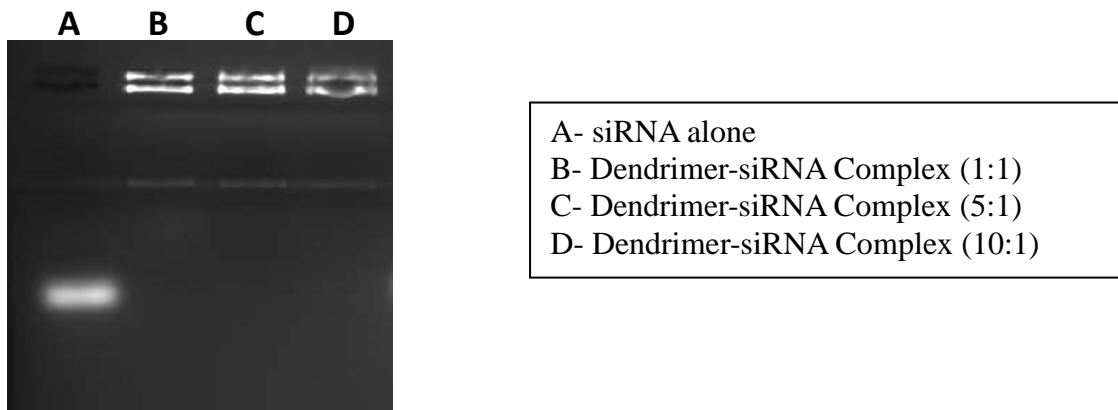 A B C D
A- siRNA alone
B- Dendrimer-siRNA Complex (1:1)
C- Dendrimer-siRNA Complex (5:1)
D- Dendrimer-siRNA Complex (10:1)